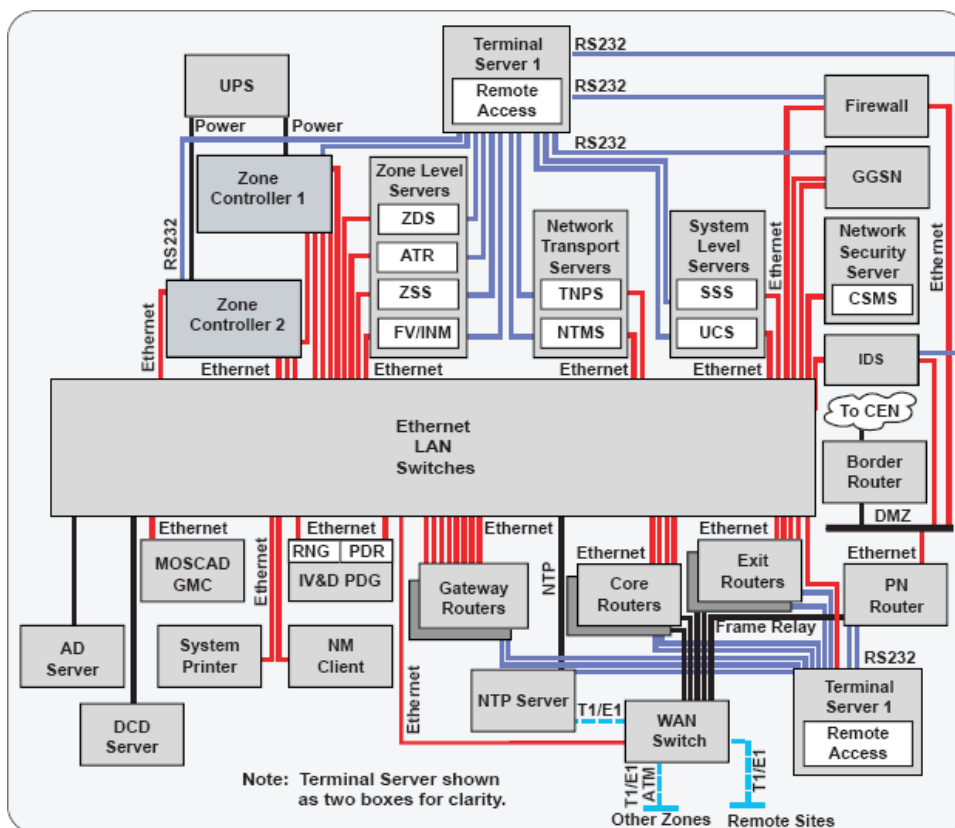 Terminal
Server 1
Remote
Access
RS232
RS232
RS232
UPS
Power
Power
Firewall
GGSN
Zone
Controller 1
Zone Level
Servers
ZDS
ATR
ZSS
FV/INM
Network
Transport
Servers
TNPS
NTMS
System
Level
Servers
SSS
UCS
Ethernet
Network
Security
Server
CSMS
Ethernet
RS232
Zone
Controller 2
Ethernet
Ethernet
Ethernet
Ethernet
Ethernet
IDS
To CEN
Ethernet
LAN
Switches
Border
Router
DMZ
Ethernet
Ethernet
Ethernet
Ethernet
Ethernet
MOSCAD
GMC
Ethernet
RNG
PDR
IV&D PDG
Gateway
Routers
NTP
Core
Routers
Exit
Routers
PN
Router
Frame Relay
RS232
AD
Server
System
Printer
NM
Client
Ethernet
NTP Server
T1/E1
WAN
Switch
Terminal
Server 1
Remote
Access
DCD
Server
T1/E1
ATM
T1/E1
Note: Terminal Server shown
as two boxes for clarity.
Other Zones
Remote Sites